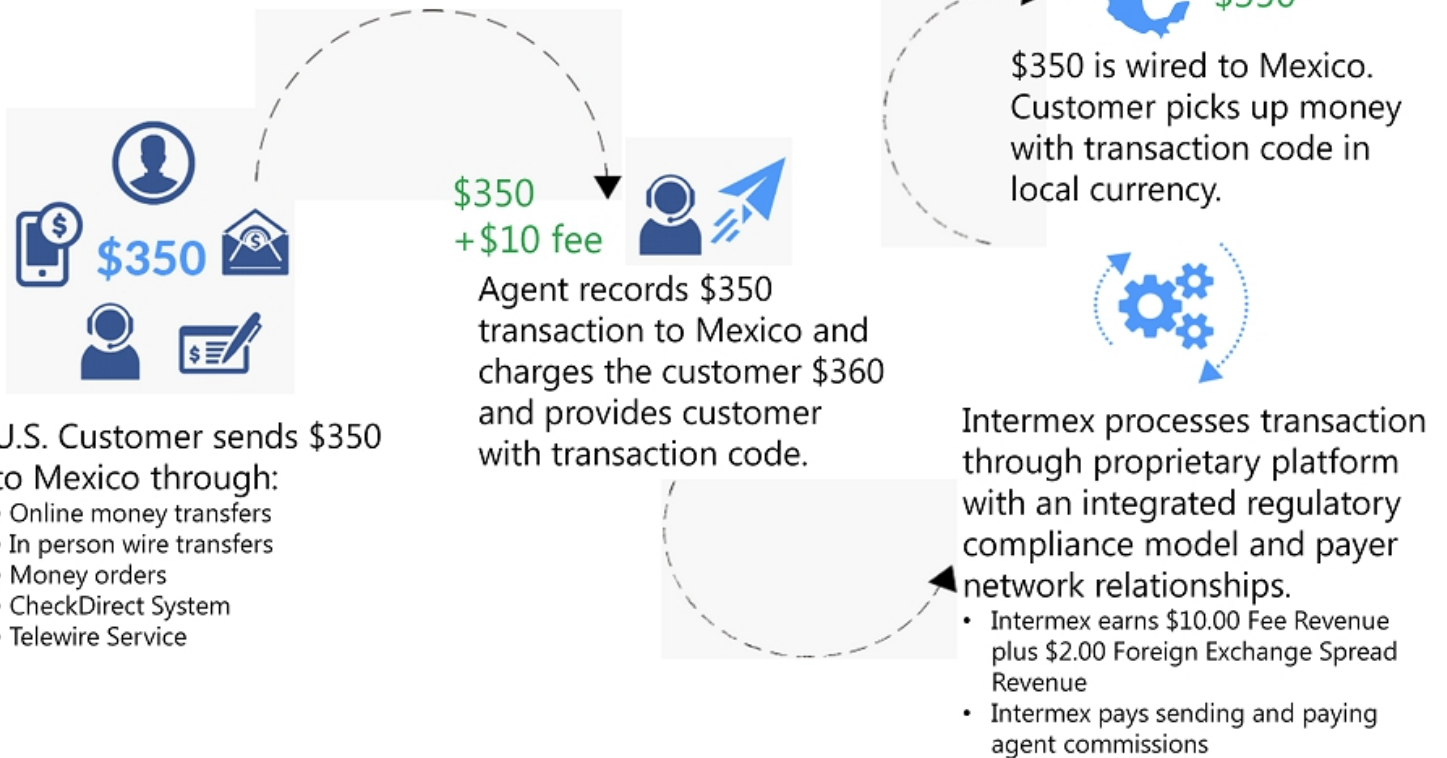 $350
U.S. Customer sends $350
to Mexico through:
Online money transfers
In person wire transfers
Money orders
CheckDirect System
Telewire Service
$350
+$10 fee
Agent records $350
transaction to Mexico and
charges the customer $360
and provides customer
with transaction code.
Intermex processes transaction
through proprietary platform
with an integrated regulatory
compliance model and payer
network relationships.
• Intermex earns $10.00 Fee Revenue
plus $2.00 Foreign Exchange Spread
Revenue
• Intermex pays sending and paying
agent commissions
$350
$350 is wired to Mexico.
Customer picks up money
with transaction code in
local currency.